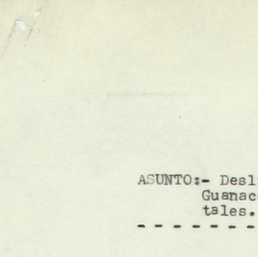 ASUNTO:- Desl
Guanac
tales.
- - - - - - - -